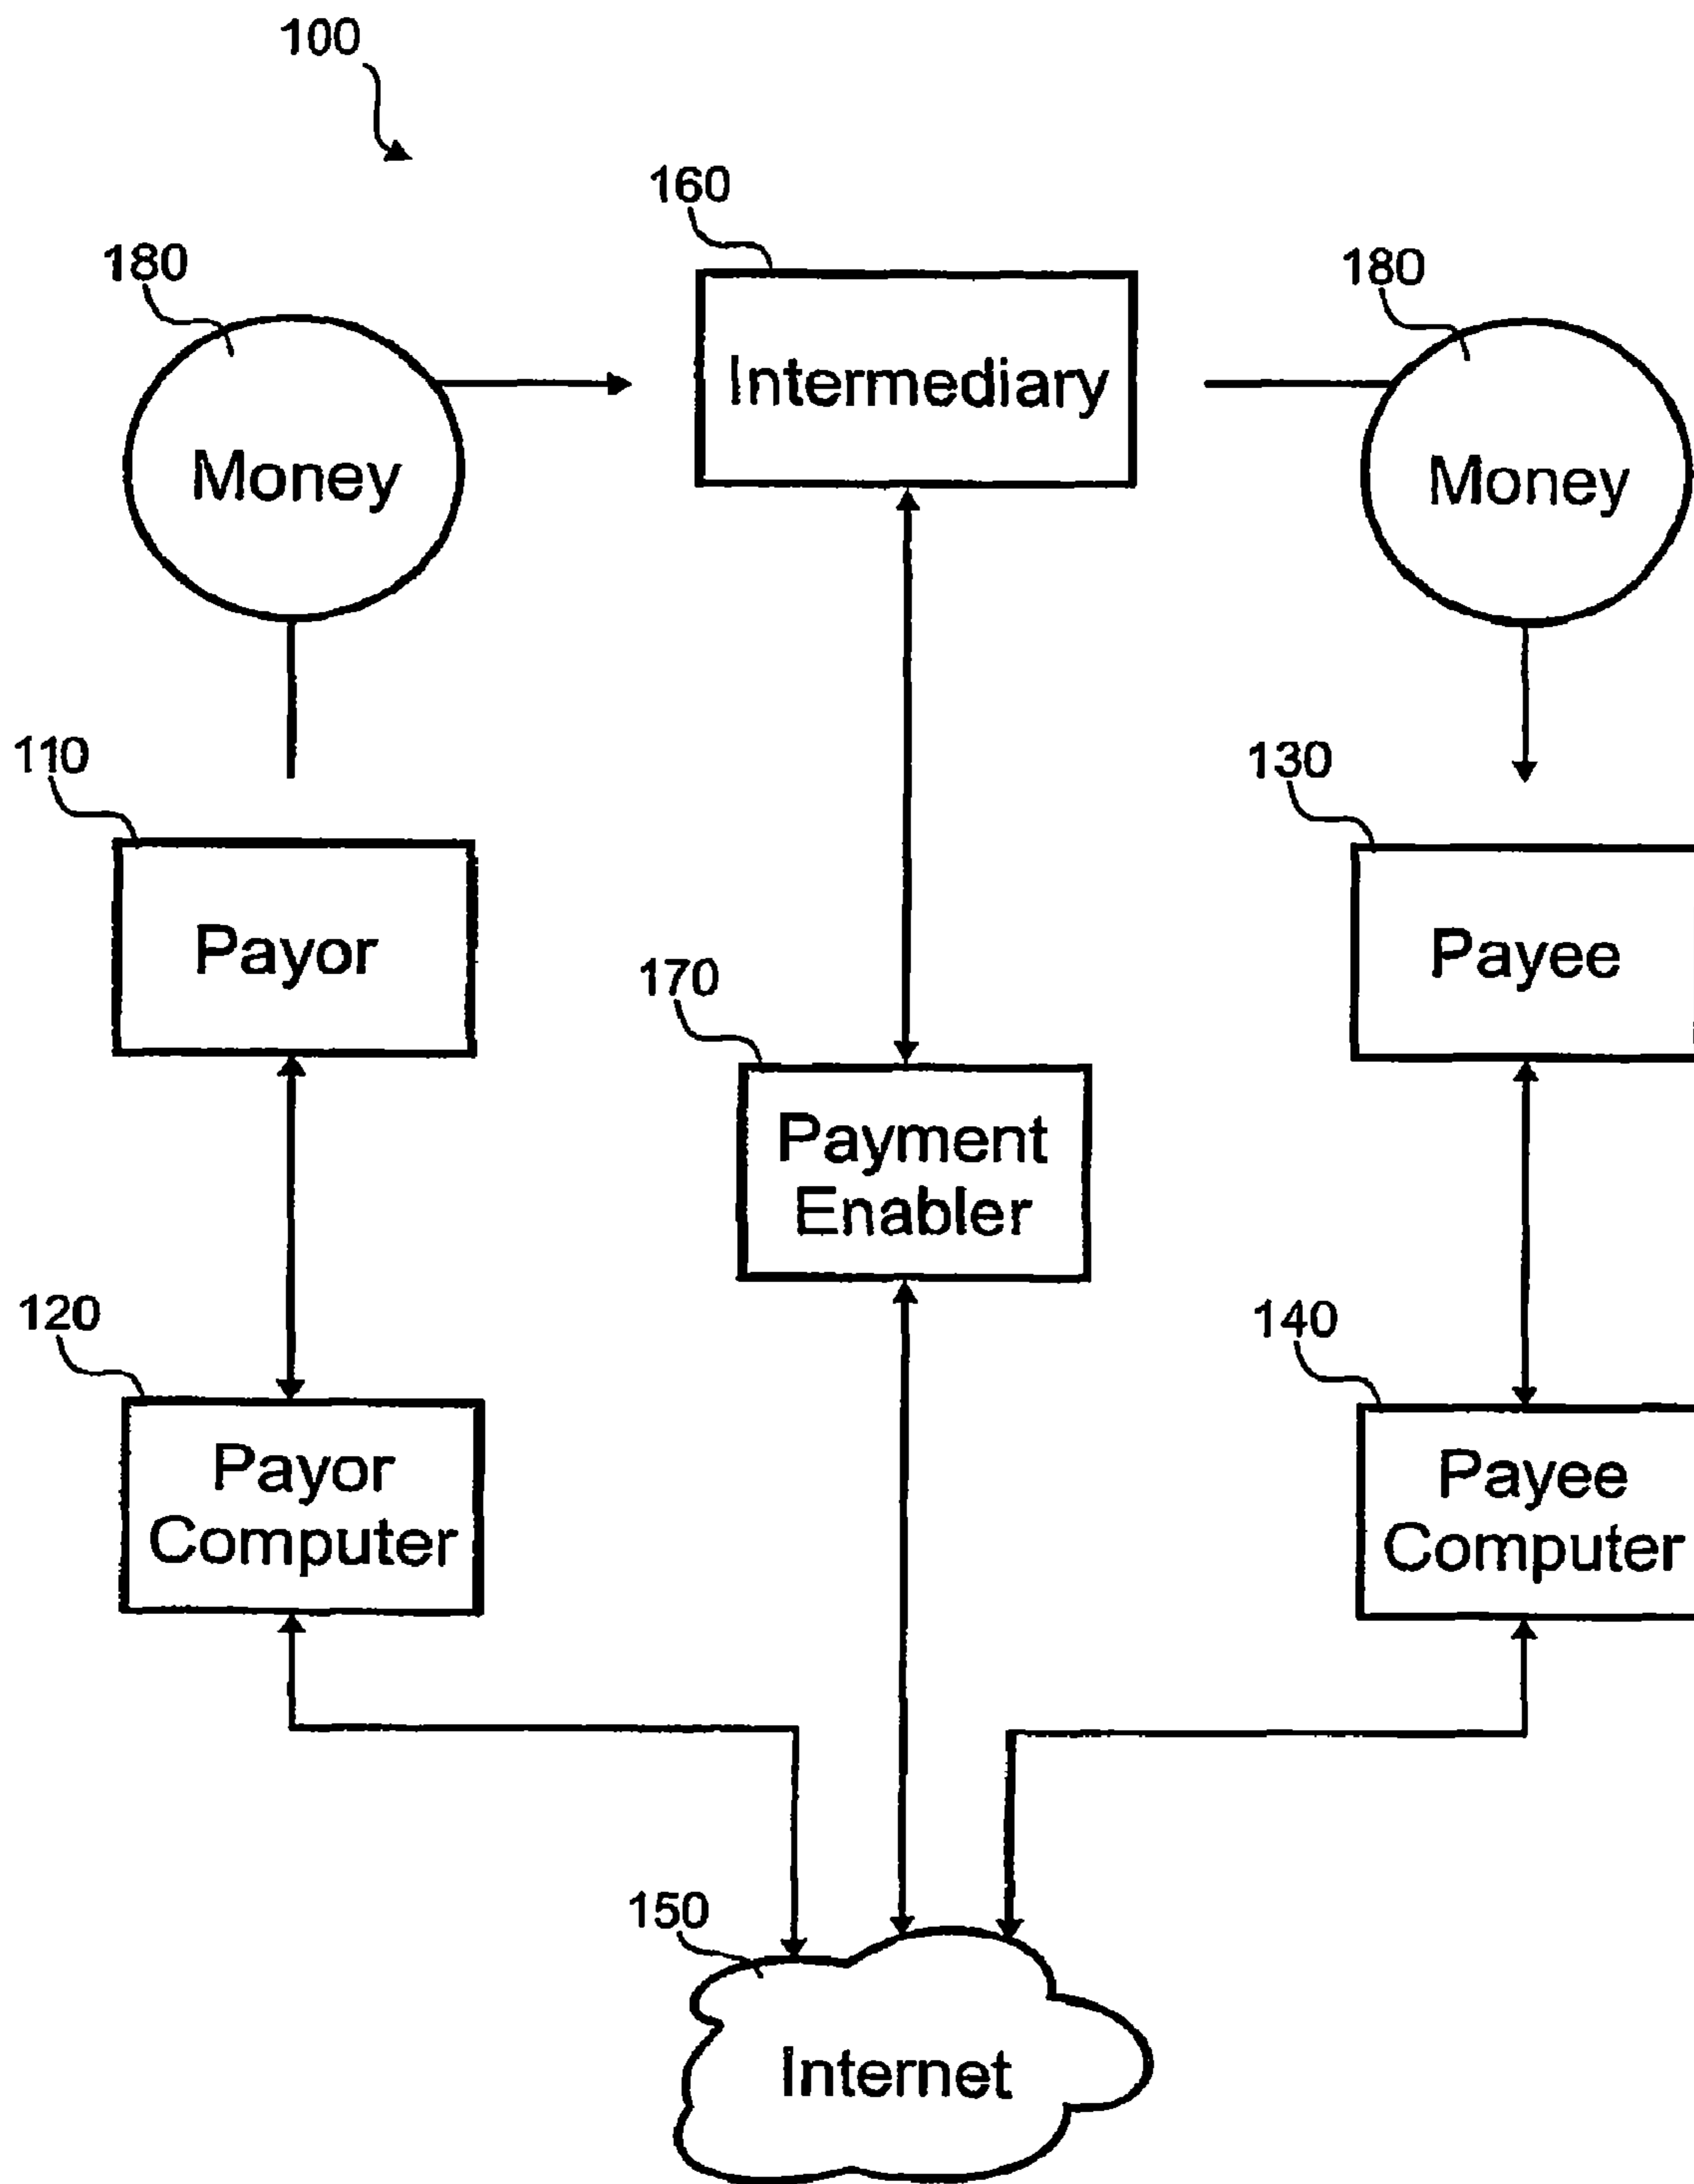 100
160
180
180
Intermediary
Money
Money
110
130
Payor
Payee
170
Payment
Enabler
120
140
Payor
Computer
Payee
Computer
150
Internet